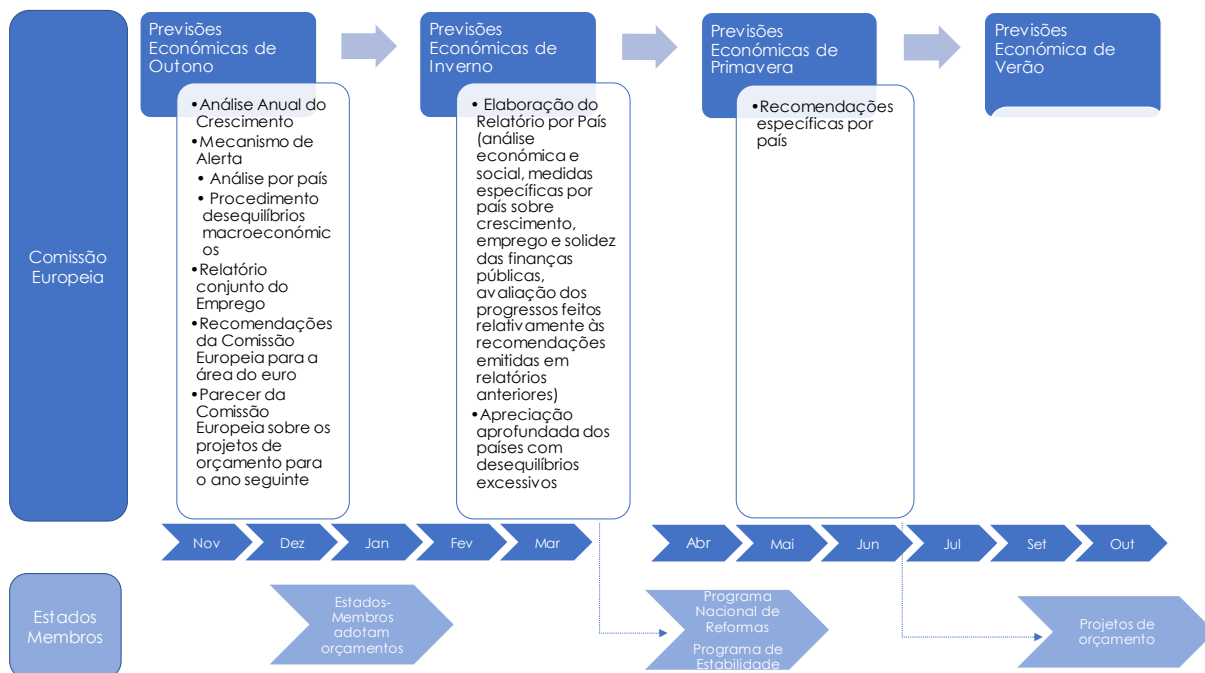 Comissão
Europeia
Previsões
Económicas de
Outono
•Análise Anual do
Crescimento
•Mecanismo de
Alerta
• Análise por país
• Procedimento
desequilíbrios
macroeconómic
os
•Relatório
conjunto do
Emprego
•Recomendações
da Comissão
Europeia para a
área do euro
•Parecer da
Comissão
Europeia sobre os
projetos de
orçamento para
o ano seguinte
Previsões
Económicas de
Inverno
• Elaboração do
Relatório por País
(análise
económica e
social, medidas
específicas por
país sobre
crescimento,
emprego e solidez
das finanças
públicas,
avaliação dos
progressos feitos
relativamente às
recomendações
emitidas em
relatórios
anteriores)
•Apreciação
aprofundada dos
países com
desequilíbrios
excessivos
Previsões
Económicas de
Primavera
•Recomendações
específicas por
país
Previsões
Económica de
Verão
Nov
Dez
Jan
Fev
Mar
Abr
Mai
Jun
Jul
Set
Out
Estados
Membros
Estados-
Membros
adotam
orçamentos
Programa
Nacional de
Reformas
Programa de
Estabilidade
Projetos de
orçamento